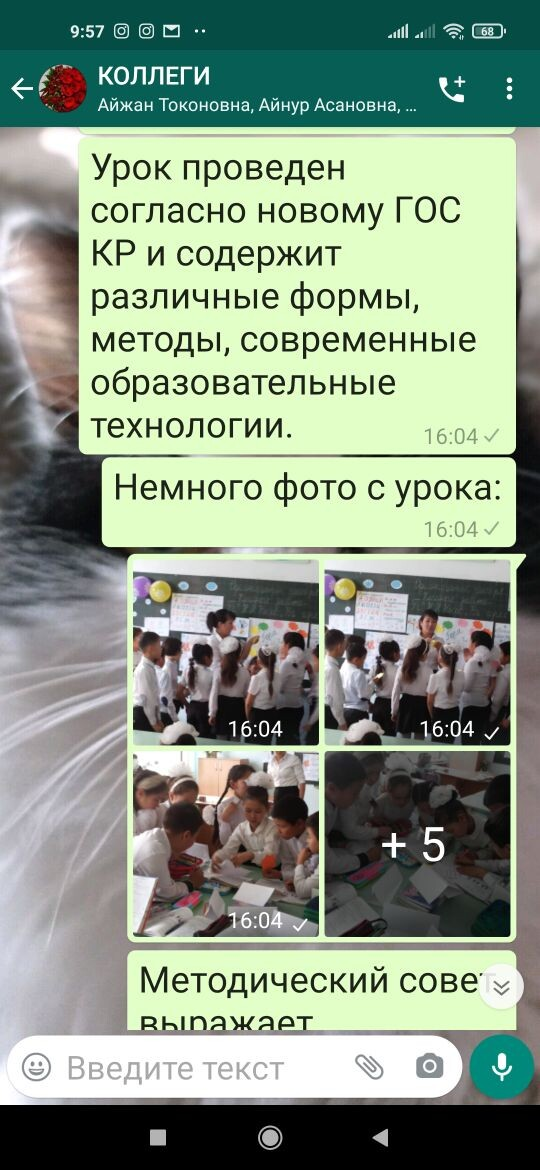 9:57
68
КОЛЛЕГИ
Айжан Токоновна, Айнур Асановна, ...
Урок проведен
согласно новому ГОС
КР и содержит
различные формы,
методы, современные
образовательные
технологии.
16:04
Немного фото с урока:
16:04
16:04
16:04
16:04
+ 5
Методический совет
выражает
Введите текст